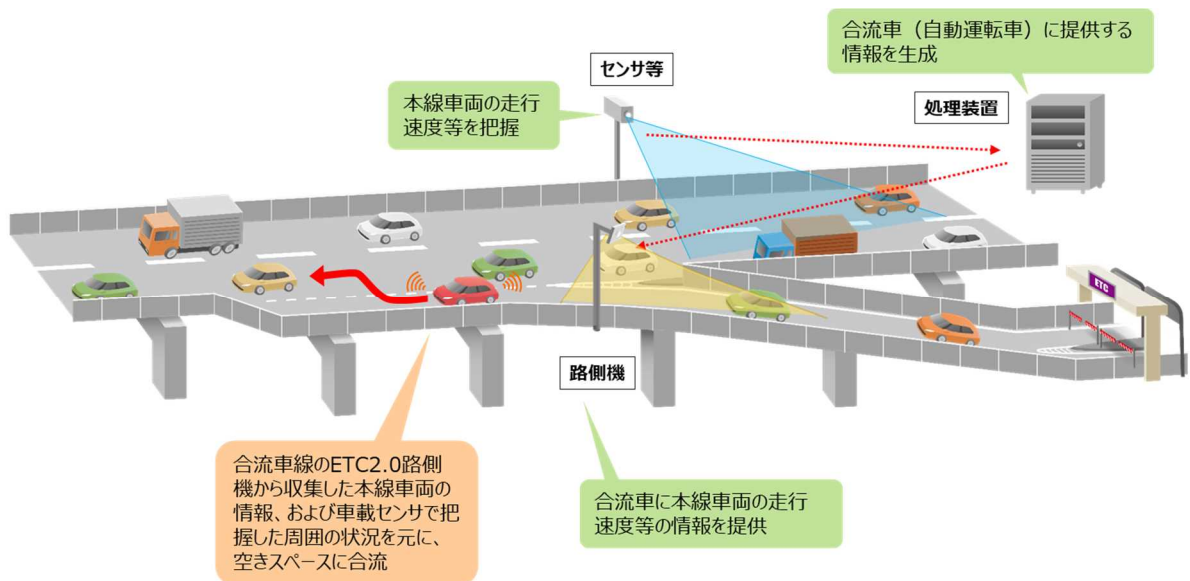 合流車（自動運転車）に提供する
情報を生成
センサ等
本線車両の走行
速度等を把握
処理装置
ETC
路側機
合流車線のETC2.0路側
機から収集した本線車両の
情報、および車載センサで把
握した周囲の状況を元に、
空きスペースに合流
合流車に本線車両の走行
速度等の情報を提供